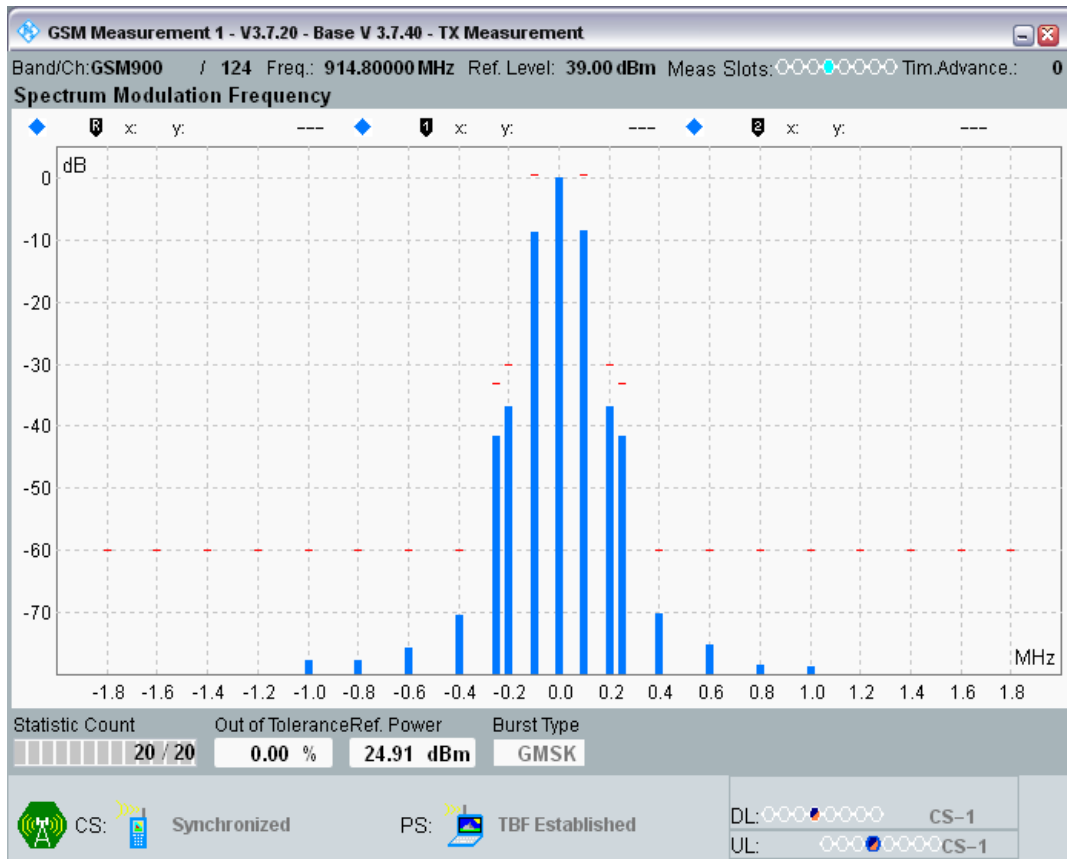 GSM Measurement 1 - V3.7.20 - Base V 3.7.40 - TX Measurement
Band/Ch:GSM900 / 124 Freq.: 914.80000 MHz Ref. Level: 39.00 dBm Meas Slots: Tim.Advance.: 0
Spectrum Modulation Frequency
R x: y: --- 1 x: y: --- 2 x: y: ---
dB
0
-10
-20
-30
-40
-50
-60
-70
MHz
-1.8 -1.6 -1.4 -1.2 -1.0 -0.8 -0.6 -0.4 -0.2 0.0 0.2 0.4 0.6 0.8 1.0 1.2 1.4 1.6 1.8
Statistic Count Out of Tolerance Ref. Power Burst Type
20 / 20 0.00 % 24.91 dBm GMSK
CS: Synchronized PS: TBF Established DL: CS-1
UL: CS-1